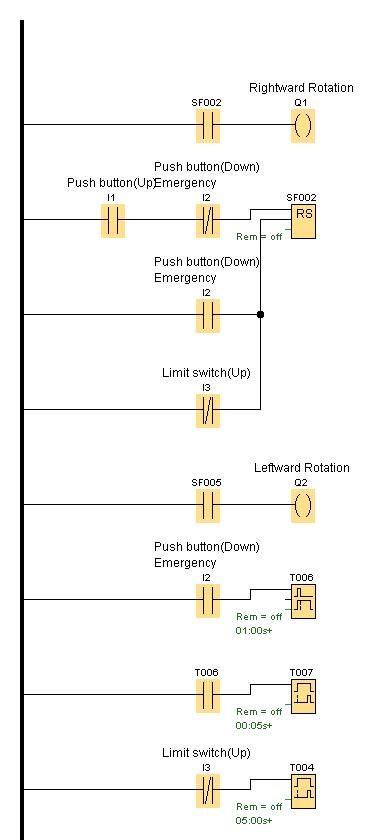 Rightward Rotation
SF002
Q1
Push button(Down)
Push button(Up)Emergency
I1
I2
SF002
RS
Rem = off
Push button(Down)
Emergency
I2
Limit switch(Up)
I3
Leftward Rotation
SF005
Q2
Push button(Down)
Emergency
I2
T006
Rem = off
01:00s+
T006
T007
Rem = off
00:05s+
Limit switch(Up)
I3
T004
Rem = off
05:00s+